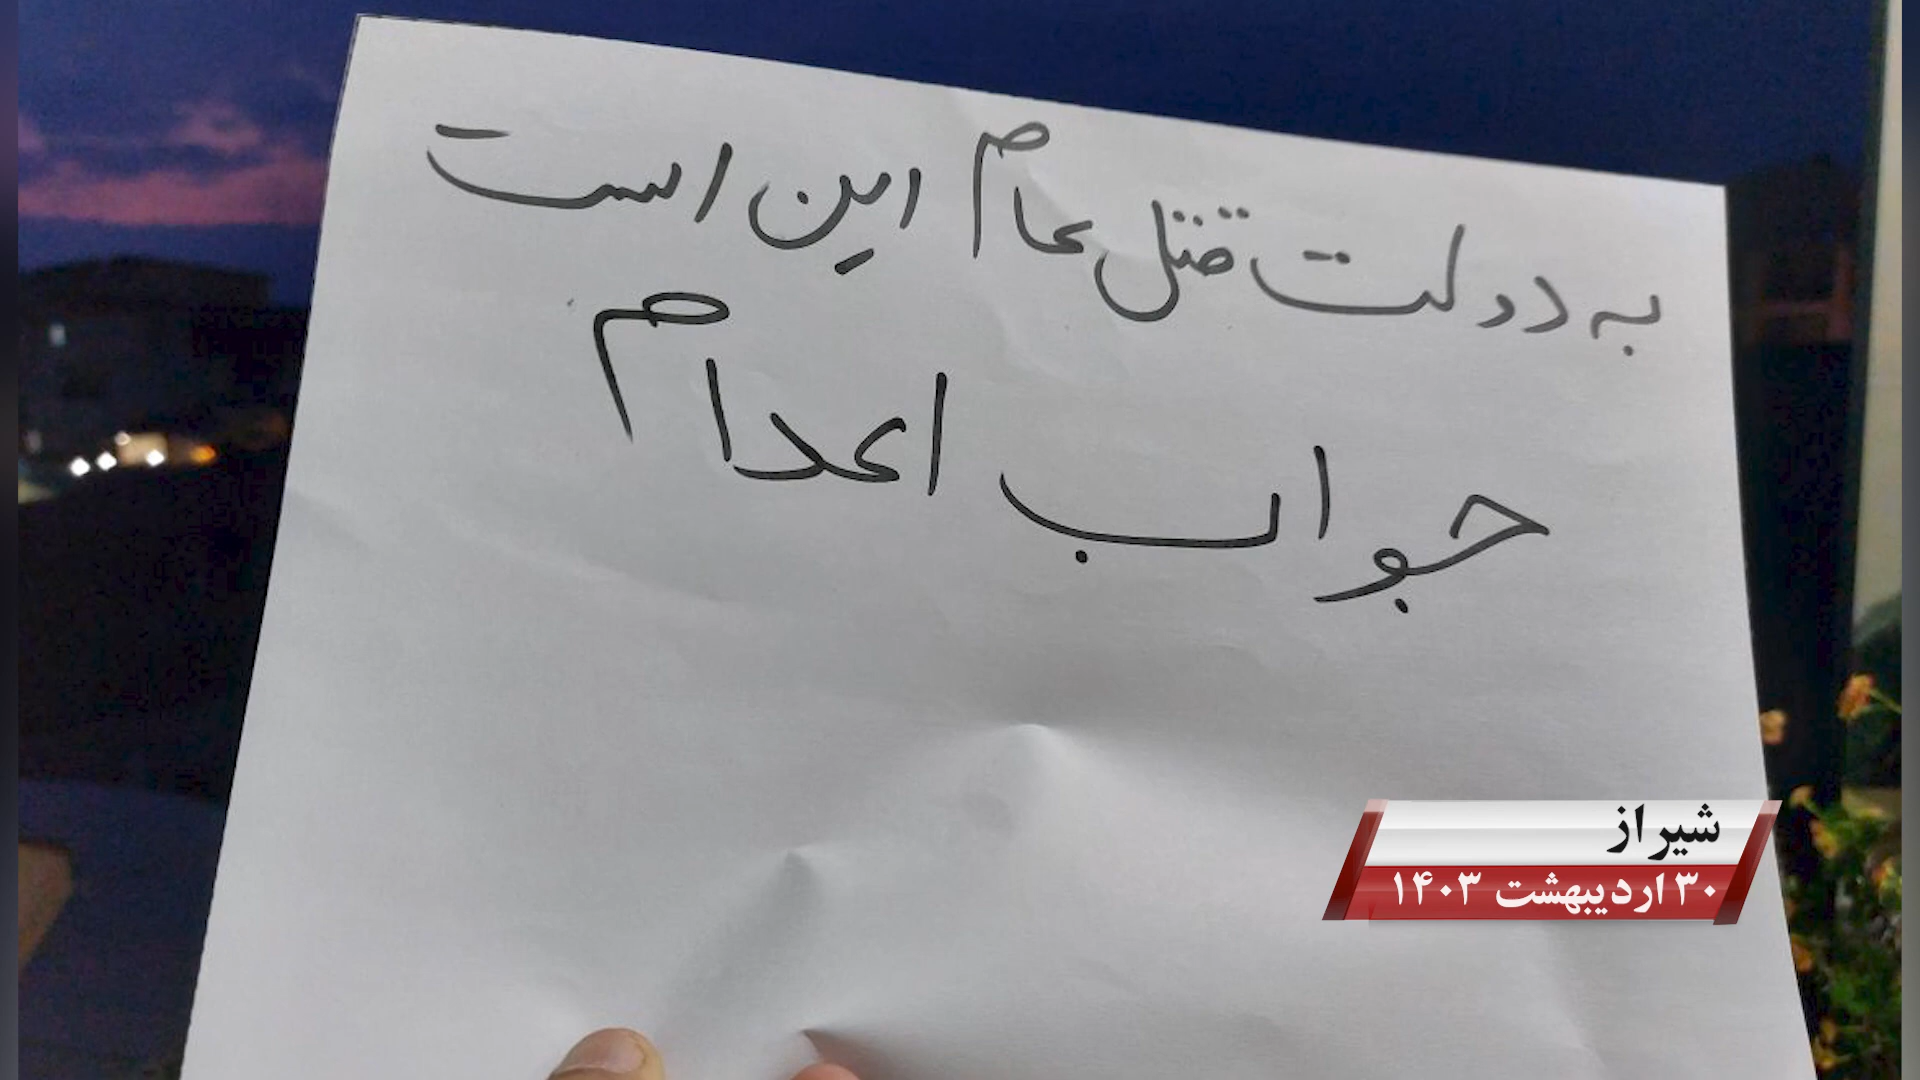 به دولت قتل عام این است
جواب اعدام
شیراز
۳۰ اردیبهشت ۱۴۰۳